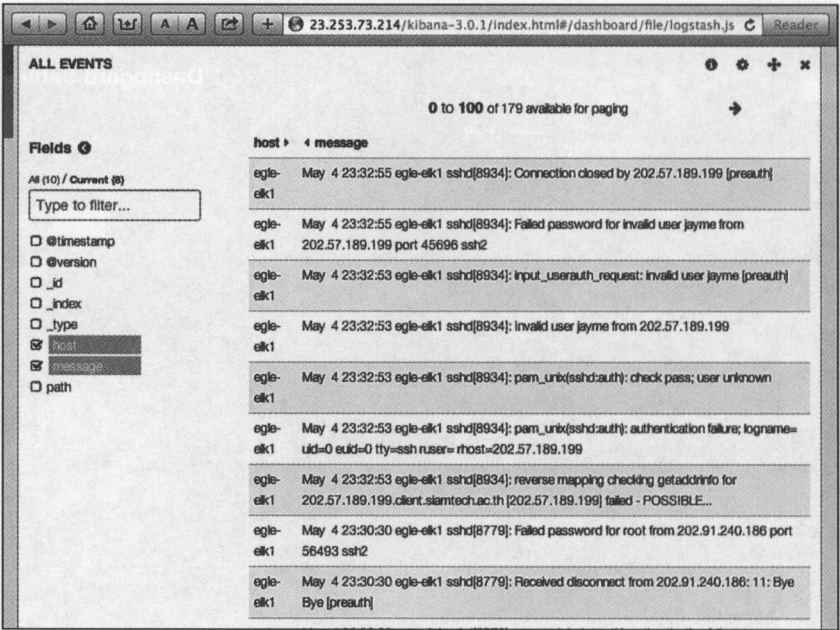 A A + 23.253.73.214/kibana-3.0.1/index.html#/dashboard/file/logstash.js Reader
ALL EVENTS
0 to 100 of 179 available for paging
Fields
host message
All (10) / Current (8)
Type to filter...
@timestamp
@version
_id
_index
_type
host
message
path
egle-
elk1
May 4 23:32:55 egle-elk1 sshd[8934]: Connection closed by 202.57.189.199 [preauth]
egle-
elk1
May 4 23:32:55 egle-elk1 sshd[8934]: Failed password for invalid user jayme from
202.57.189.199 port 45696 ssh2
egle-
elk1
May 4 23:32:53 egle-elk1 sshd[8934]: input_userauth_request: invalid user jayme [preauth]
egle-
elk1
May 4 23:32:53 egle-elk1 sshd[8934]: Invalid user jayme from 202.57.189.199
egle-
elk1
May 4 23:32:53 egle-elk1 sshd[8934]: pam_unix(sshd:auth): check pass; user unknown
egle-
elk1
May 4 23:32:53 egle-elk1 sshd[8934]: pam_unix(sshd:auth): authentication failure; logname=
uid=0 euid=0 tty=ssh ruser= rhost=202.57.189.199
egle-
elk1
May 4 23:32:53 egle-elk1 sshd[8934]: reverse mapping checking getaddrinfo for
202.57.189.199.client.siamtech.ac.th [202.57.189.199] failed - POSSIBLE...
egle-
elk1
May 4 23:30:30 egle-elk1 sshd[8779]: Failed password for root from 202.91.240.186 port
56493 ssh2
egle-
elk1
May 4 23:30:30 egle-elk1 sshd[8779]: Received disconnect from 202.91.240.186: 11: Bye
Bye [preauth]